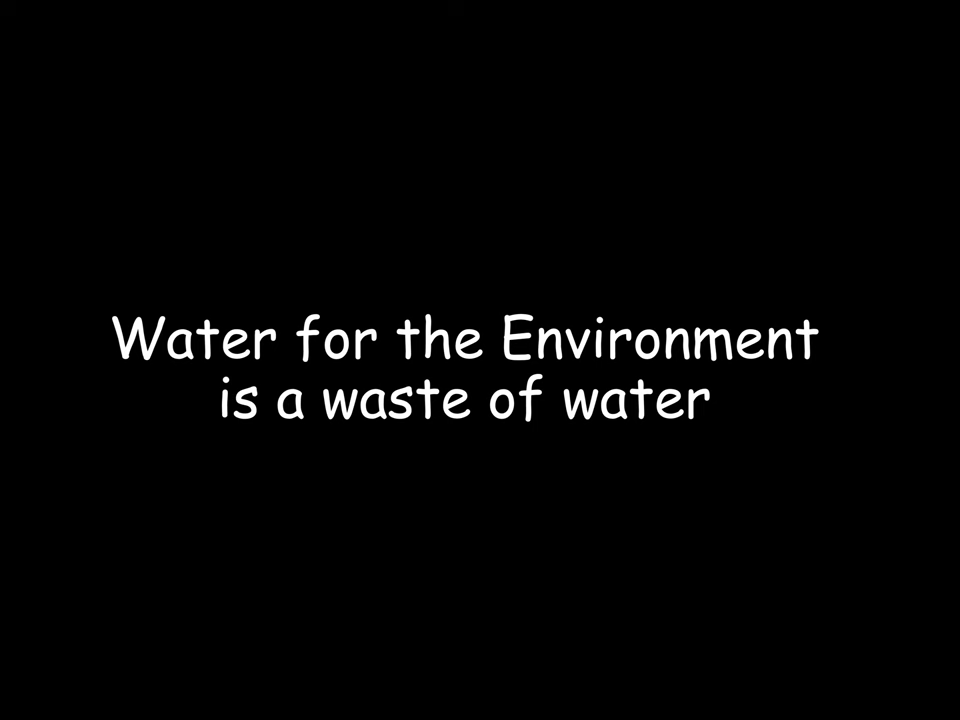 Water for the Environment
is a waste of water